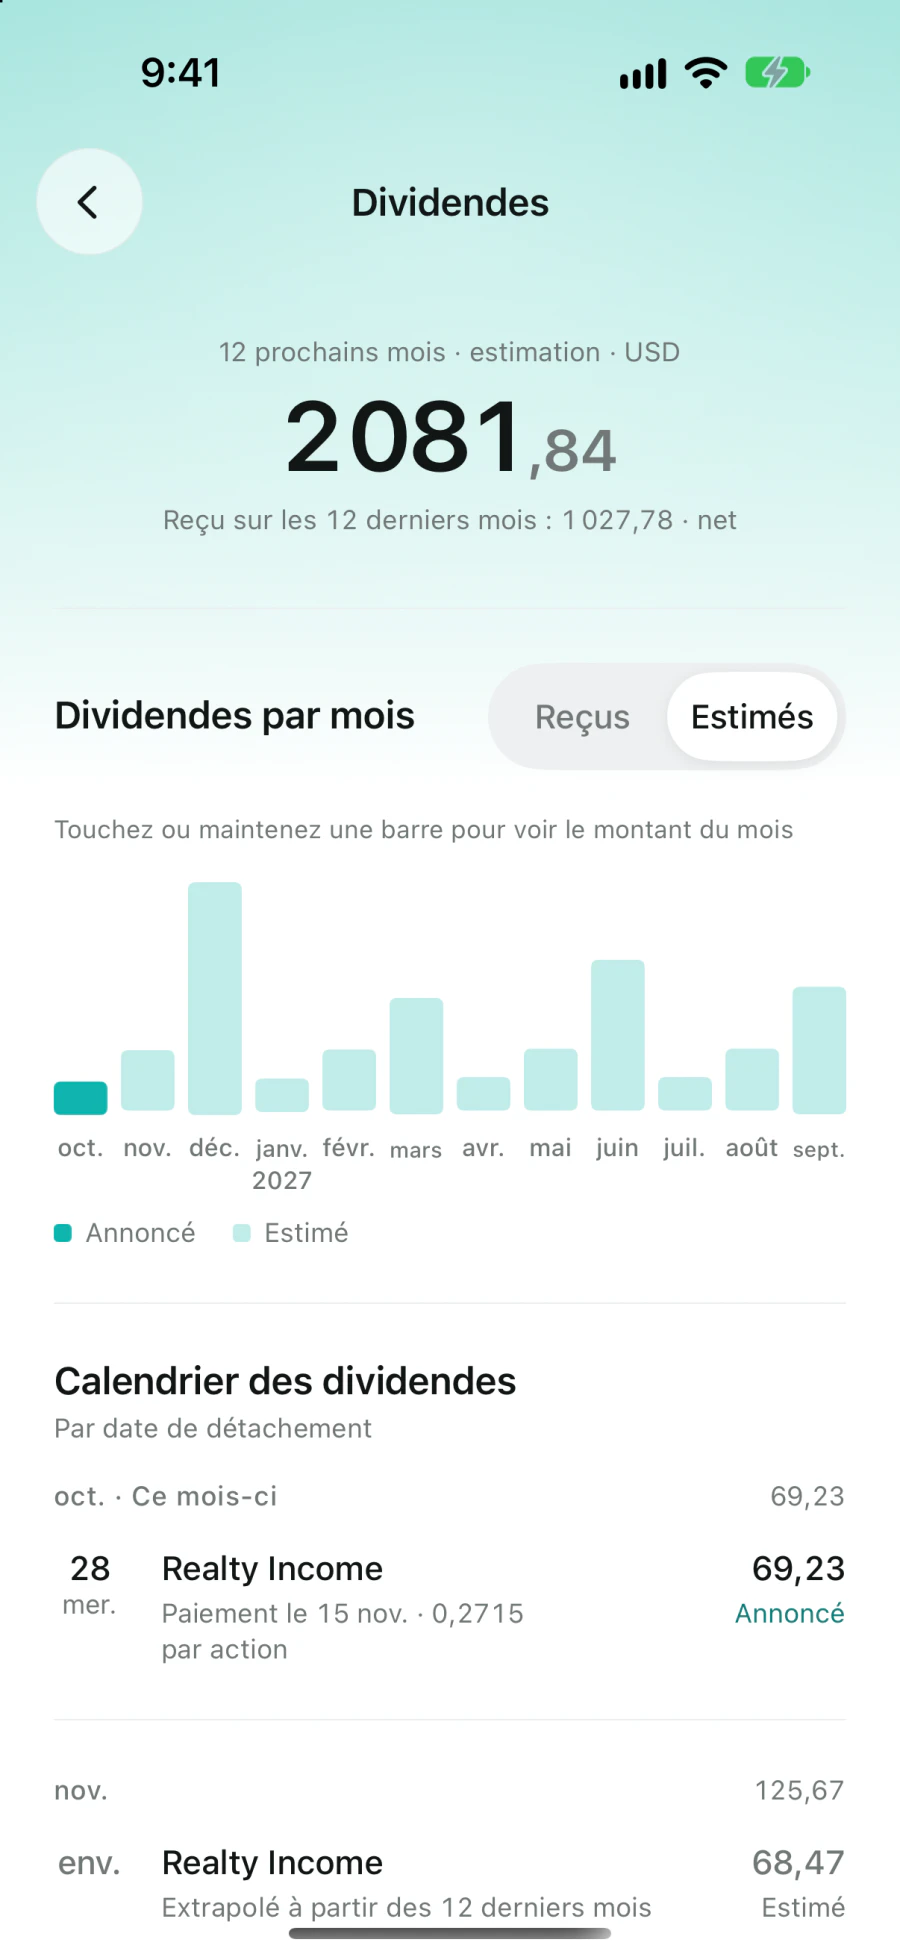 9:41
Dividendes
12 prochains mois · estimation · USD
2 081,84
Reçu sur les 12 derniers mois : 1 027,78 · net
Dividendes par mois
Reçus
Estimés
Touchez ou maintenez une barre pour voir le montant du mois
oct. nov. déc. janv. févr. mars avr. mai juin juil. août sept.
2027
Annoncé
Estimé
Calendrier des dividendes
Par date de détachement
oct. · Ce mois-ci 69,23
28 Realty Income 69,23
mer. Paiement le 15 nov. · 0,2715 Annoncé
par action
nov. 125,67
env. Realty Income 68,47
Extrapolé à partir des 12 derniers mois Estimé